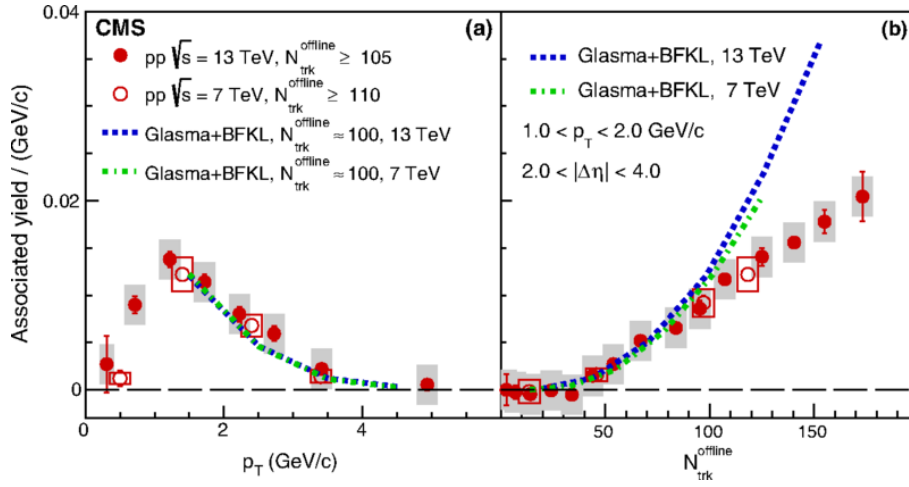 CMS (a)
pp √s = 13 TeV, N_trk^offline ≥ 105
pp √s = 7 TeV, N_trk^offline ≥ 110
Glasma+BFKL, N_trk^offline ≈ 100, 13 TeV
Glasma+BFKL, N_trk^offline ≈ 100, 7 TeV
(b)
Glasma+BFKL, 13 TeV
Glasma+BFKL, 7 TeV
1.0 < p_T < 2.0 GeV/c
2.0 < |Δη| < 4.0
Associated yield / (GeV/c)
0.04
0.02
0
0 2 4
p_T (GeV/c)
50 100 150
N_trk^offline